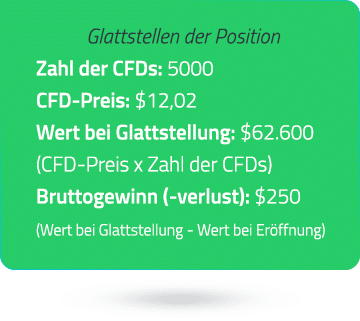 Glattstellen der Position
Zahl der CFDs: 5000
CFD-Preis: $12,02
Wert bei Glattstellung: $62.600
(CFD-Preis x Zahl der CFDs)
Bruttogewinn (-verlust): $250
(Wert bei Glattstellung - Wert bei Eröffnung)